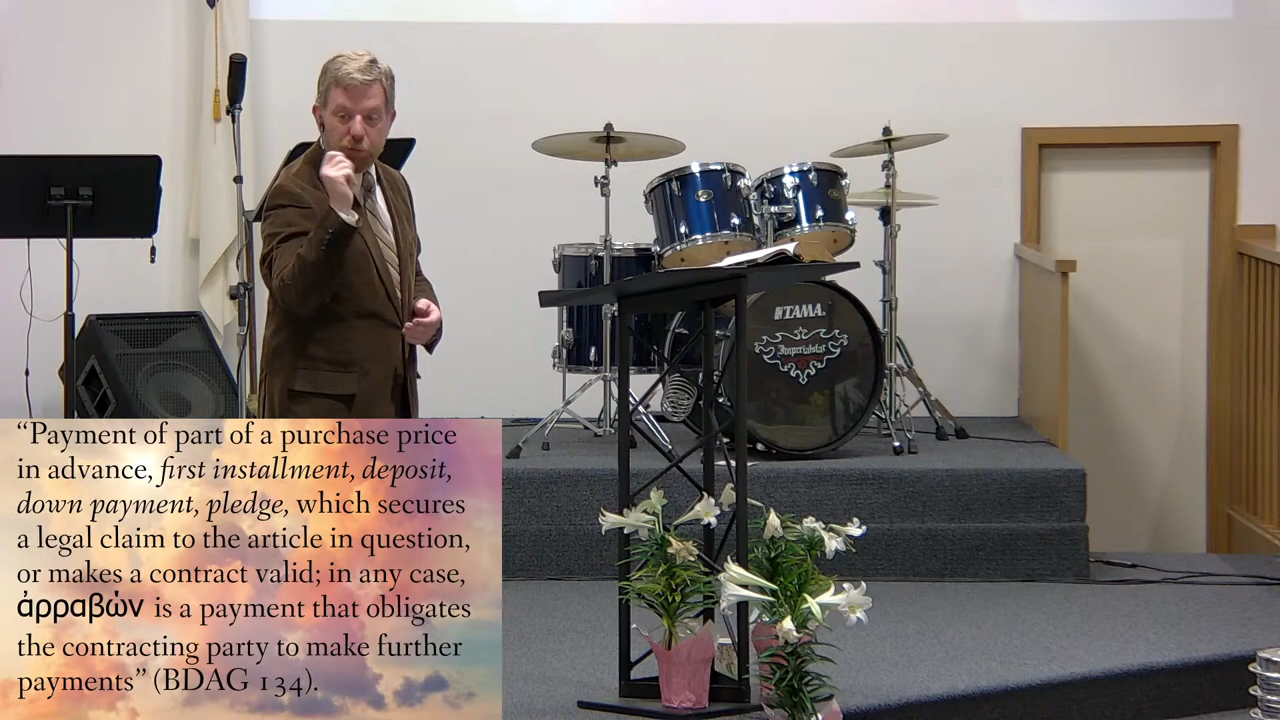 TAMA
Imperialstar
“Payment of part of a purchase price
in advance, first installment, deposit,
down payment, pledge, which secures
a legal claim to the article in question,
or makes a contract valid; in any case,
ἀρραβών is a payment that obligates
the contracting party to make further
payments” (BDAG 134).